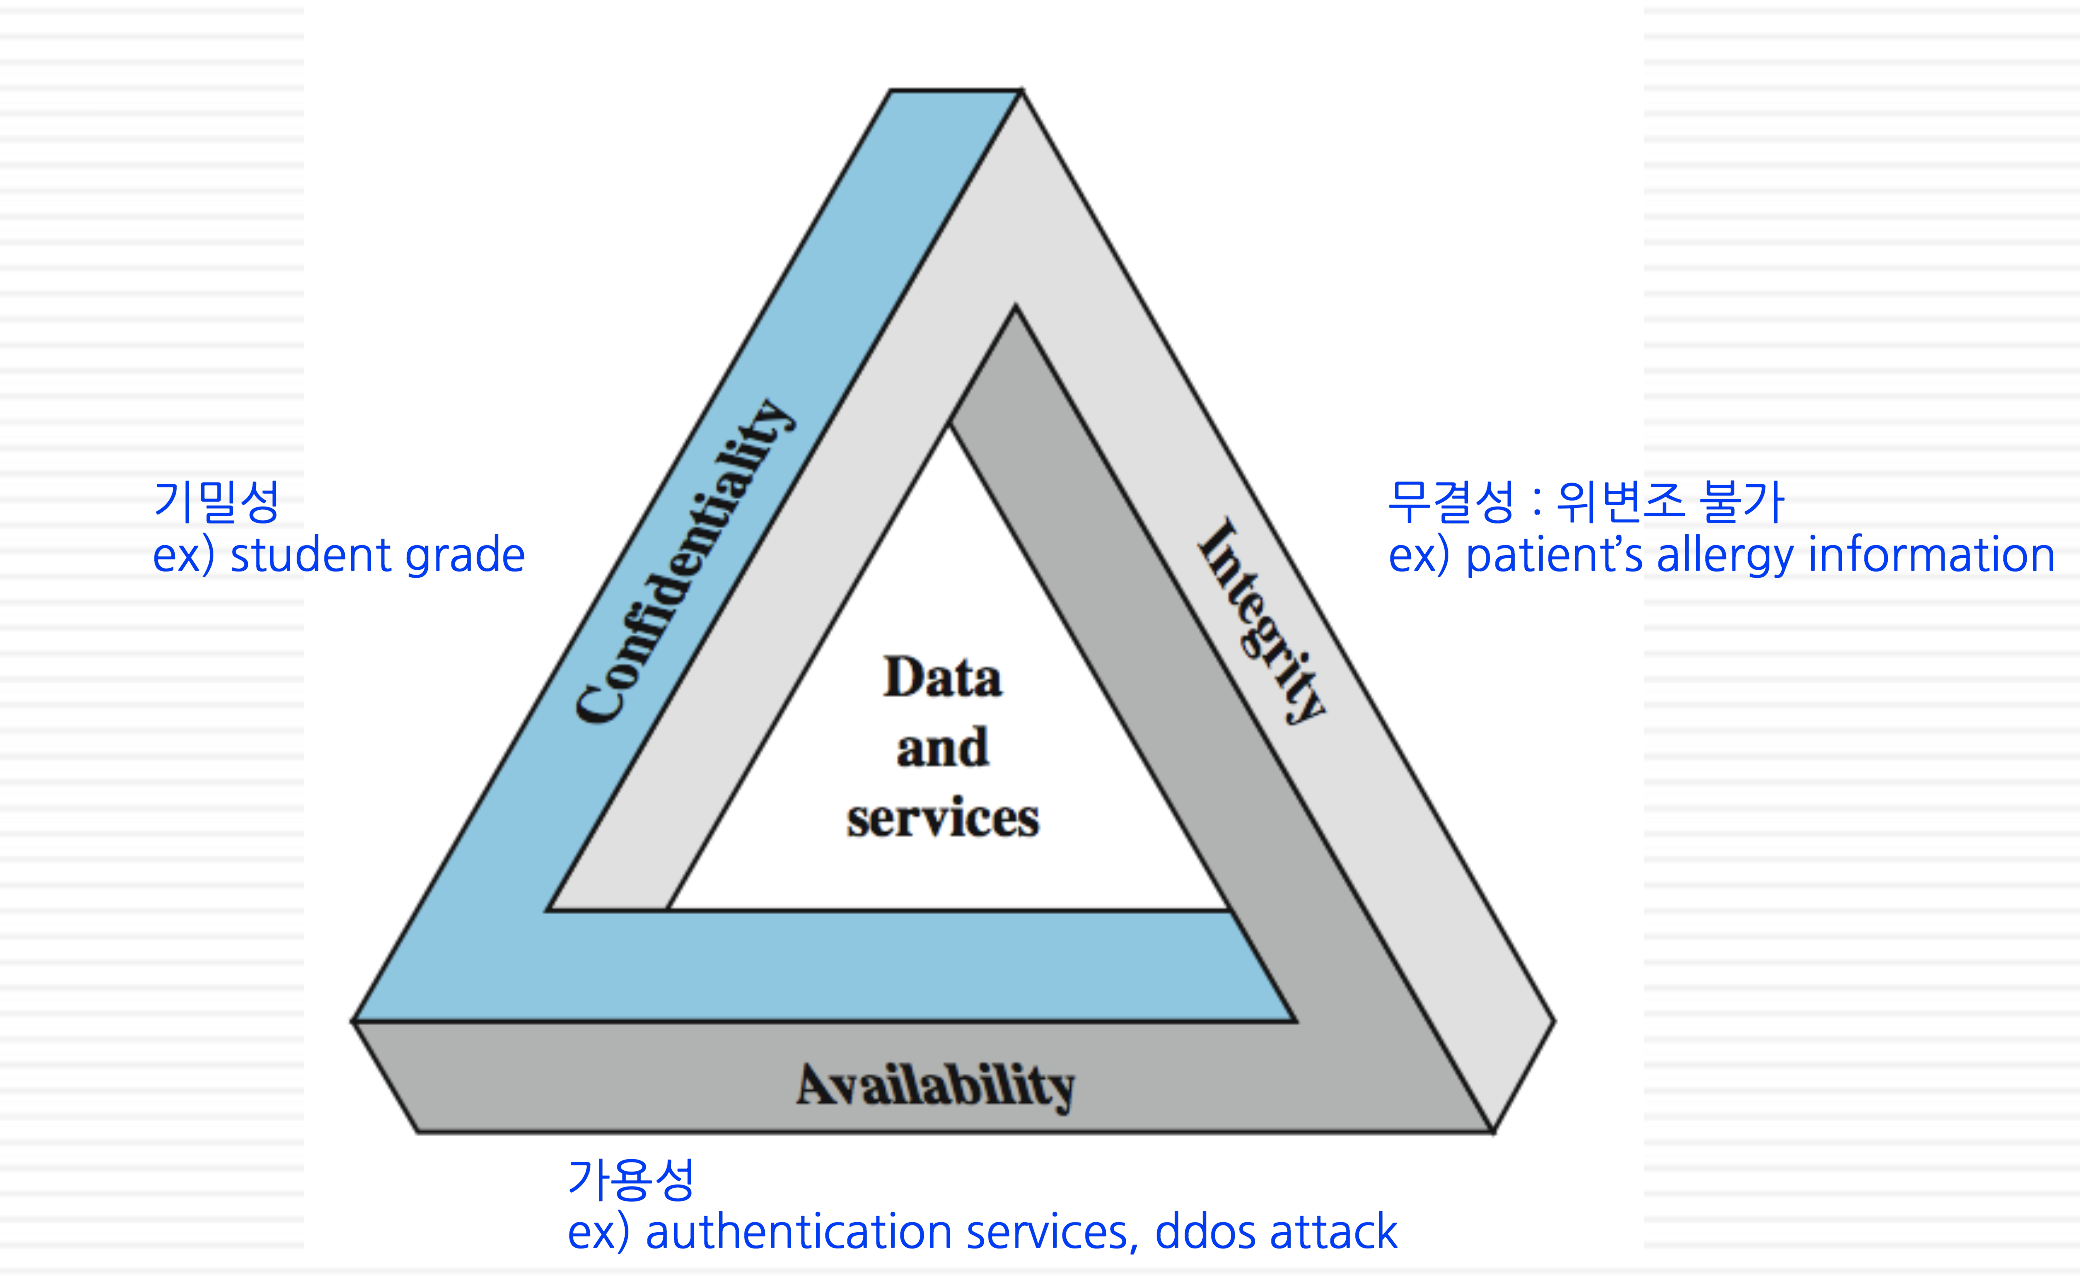 Confidentiality
기밀성
ex) student grade
Integrity
무결성 : 위변조 불가
ex) patient’s allergy information
Data
and
services
Availability
가용성
ex) authentication services, ddos attack